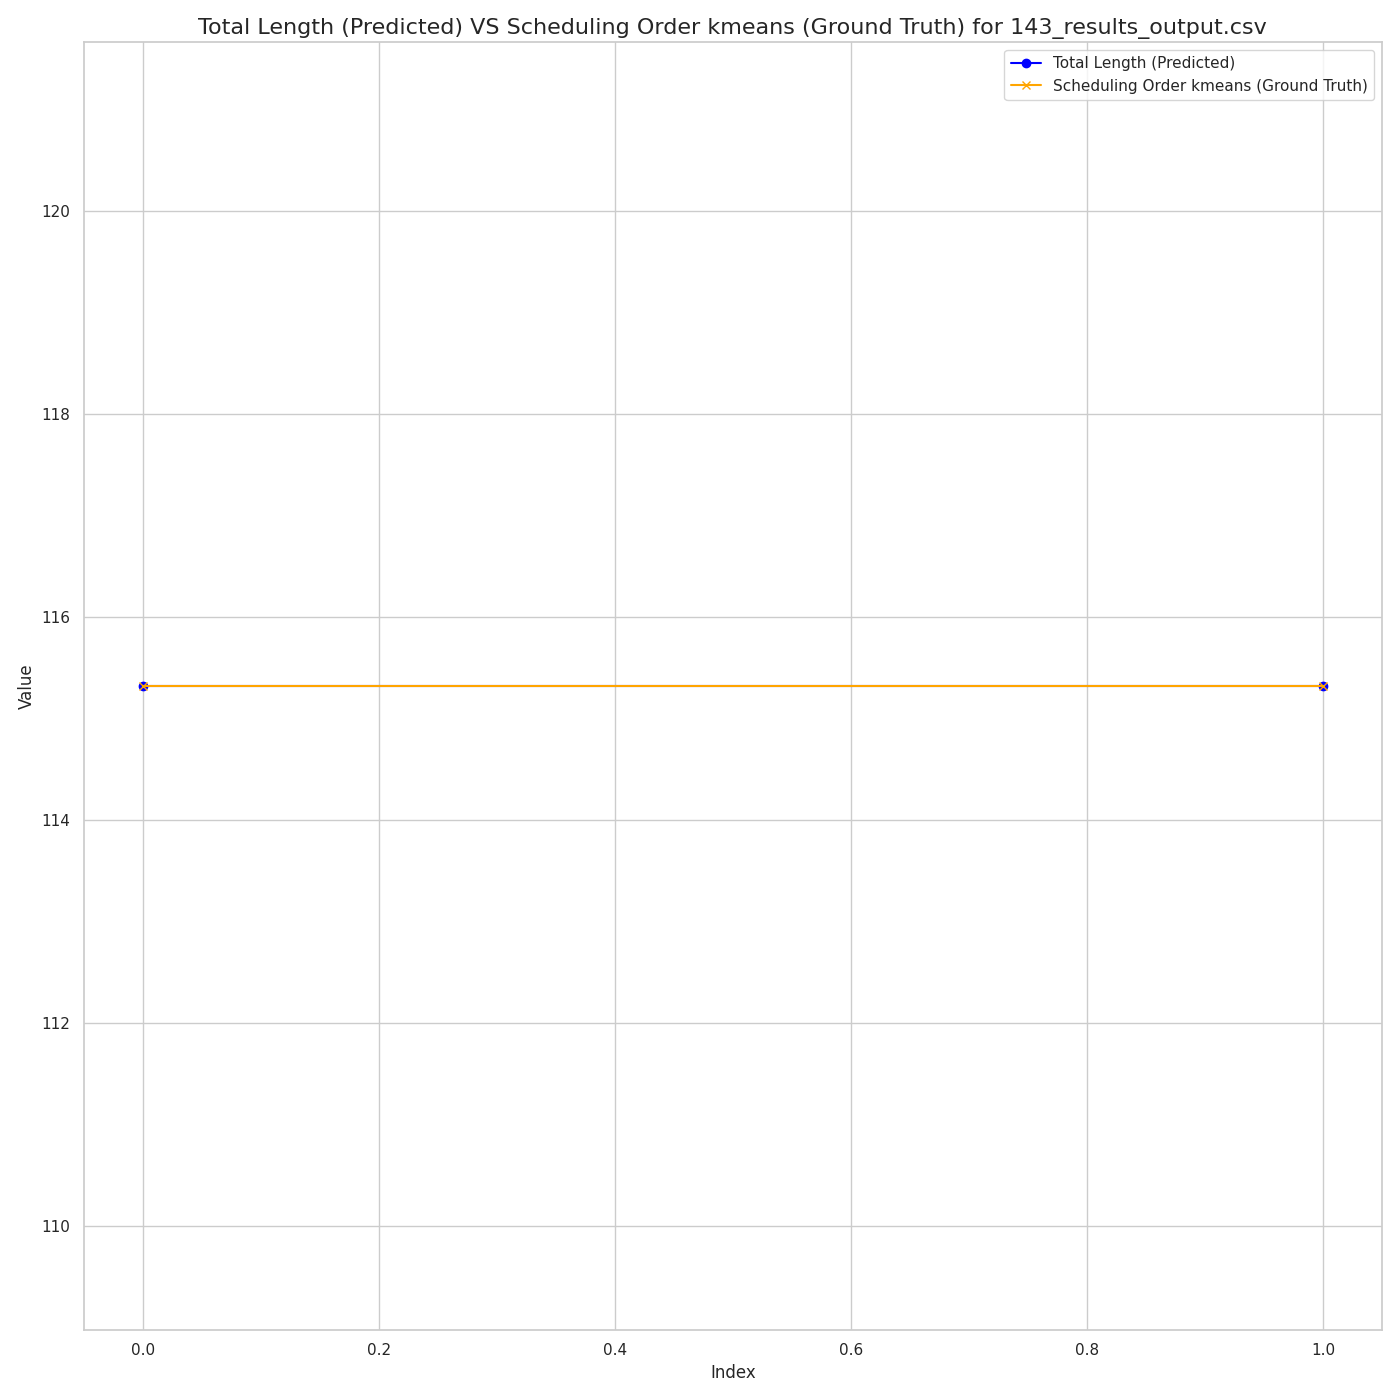 Total Length (Predicted) VS Scheduling Order kmeans (Ground Truth) for 143_results_output.csv
Total Length (Predicted)
Scheduling Order kmeans (Ground Truth)
120
118
116
114
112
110
Value
0.0 0.2 0.4 0.6 0.8 1.0
Index